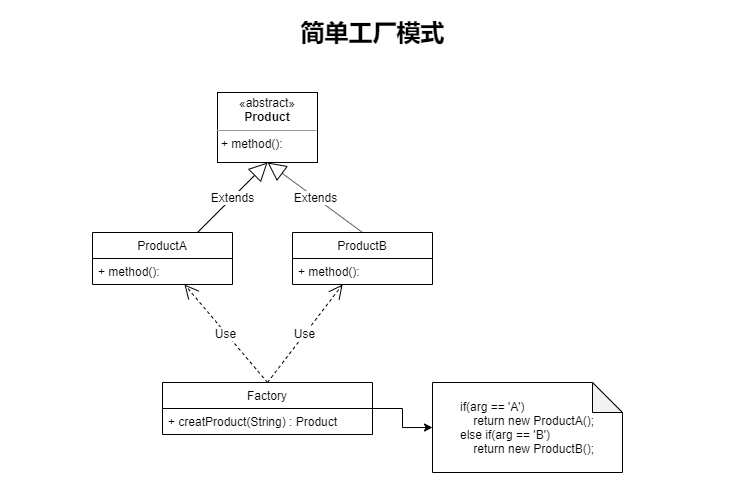 简单工厂模式
«abstract»
Product
+ method():
Extends
Extends
ProductA
+ method():
ProductB
+ method():
Use
Use
Factory
+ creatProduct(String) : Product
if(arg == 'A')
return new ProductA();
else if(arg == 'B')
return new ProductB();